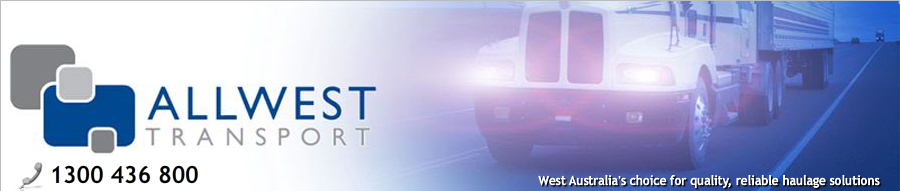 ALLWEST
TRANSPORT
1300 436 800
West Australia's choice for quality, reliable haulage solutions